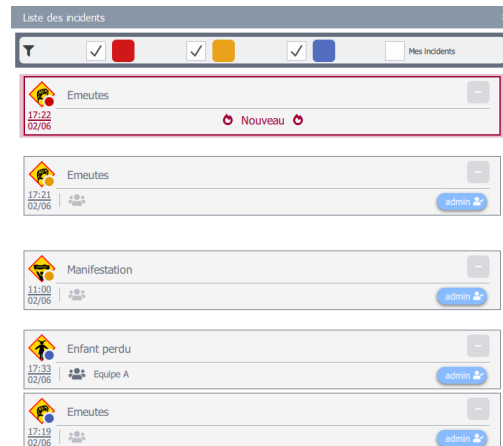 Liste des incidents
Mes incidents
Emeutes
17:22
02/06
Nouveau
Emeutes
17:21
02/06
admin
Manifestation
11:00
02/06
admin
Enfant perdu
17:33
02/06
Equipe A
admin
Emeutes
17:19
02/06
admin